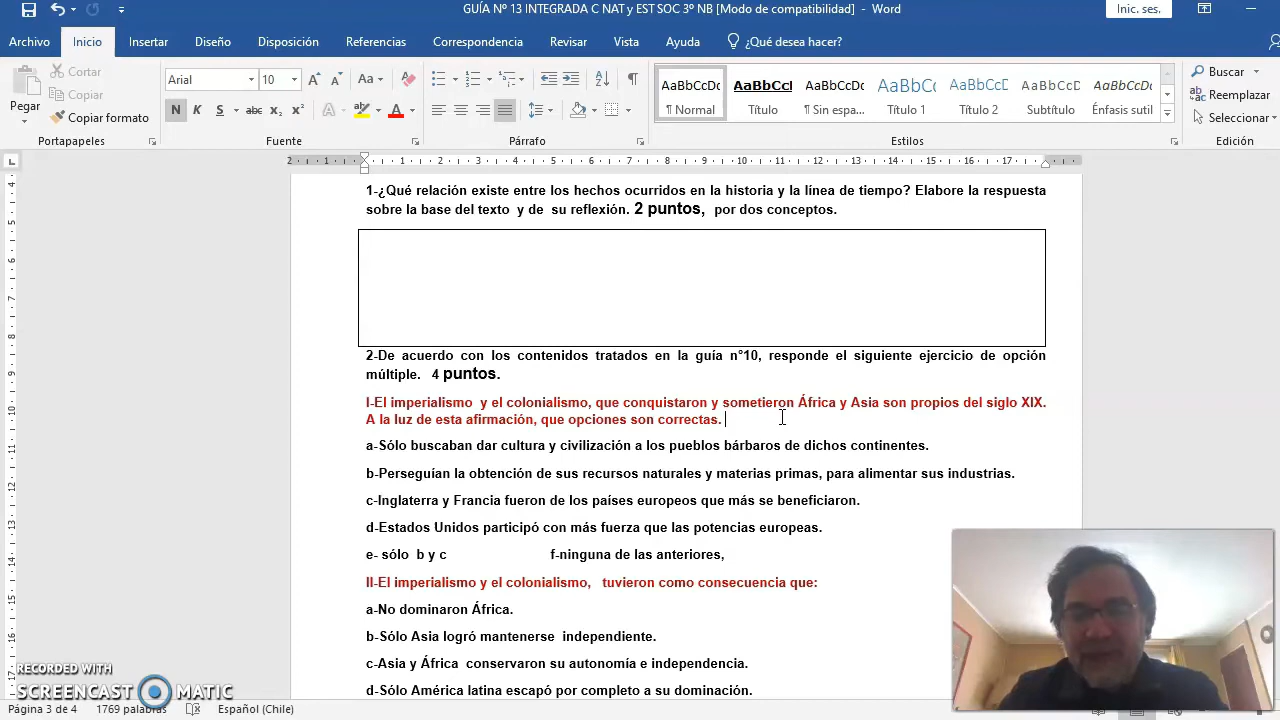 GUÍA Nº 13 INTEGRADA C NAT y EST SOC 3º NB [Modo de compatibilidad] - Word
Inic. ses.
Archivo Inicio Insertar Diseño Disposición Referencias Correspondencia Revisar Vista Ayuda ¿Qué desea hacer?
Pegar
Cortar
Copiar
Copiar formato
Portapapeles
Arial 10
N K S abc x₂ x²
Fuente
Párrafo
AaBbCcDc AaBbCcl AaBbCcDc AaBbCc AaBbCcD AaBbCcD AaBbCcDc
¶ Normal Título ¶ Sin espa... Título 1 Título 2 Subtítulo Énfasis sutil
Estilos
Buscar
Reemplazar
Seleccionar
Edición
1-¿Qué relación existe entre los hechos ocurridos en la historia y la línea de tiempo? Elabore la respuesta
sobre la base del texto y de su reflexión. 2 puntos, por dos conceptos.
2-De acuerdo con los contenidos tratados en la guía n°10, responde el siguiente ejercicio de opción
múltiple. 4 puntos.
I-El imperialismo y el colonialismo, que conquistaron y sometieron África y Asia son propios del siglo XIX.
A la luz de esta afirmación, que opciones son correctas.
a-Sólo buscaban dar cultura y civilización a los pueblos bárbaros de dichos continentes.
b-Perseguían la obtención de sus recursos naturales y materias primas, para alimentar sus industrias.
c-Inglaterra y Francia fueron de los países europeos que más se beneficiaron.
d-Estados Unidos participó con más fuerza que las potencias europeas.
e- sólo b y c f-ninguna de las anteriores,
II-El imperialismo y el colonialismo, tuvieron como consecuencia que:
a-No dominaron África.
b-Sólo Asia logró mantenerse independiente.
c-Asia y África conservaron su autonomía e independencia.
d-Sólo América latina escapó por completo a su dominación.
RECORDED WITH
SCREENCAST MATIC
Página 3 de 4 1769 palabras Español (Chile)